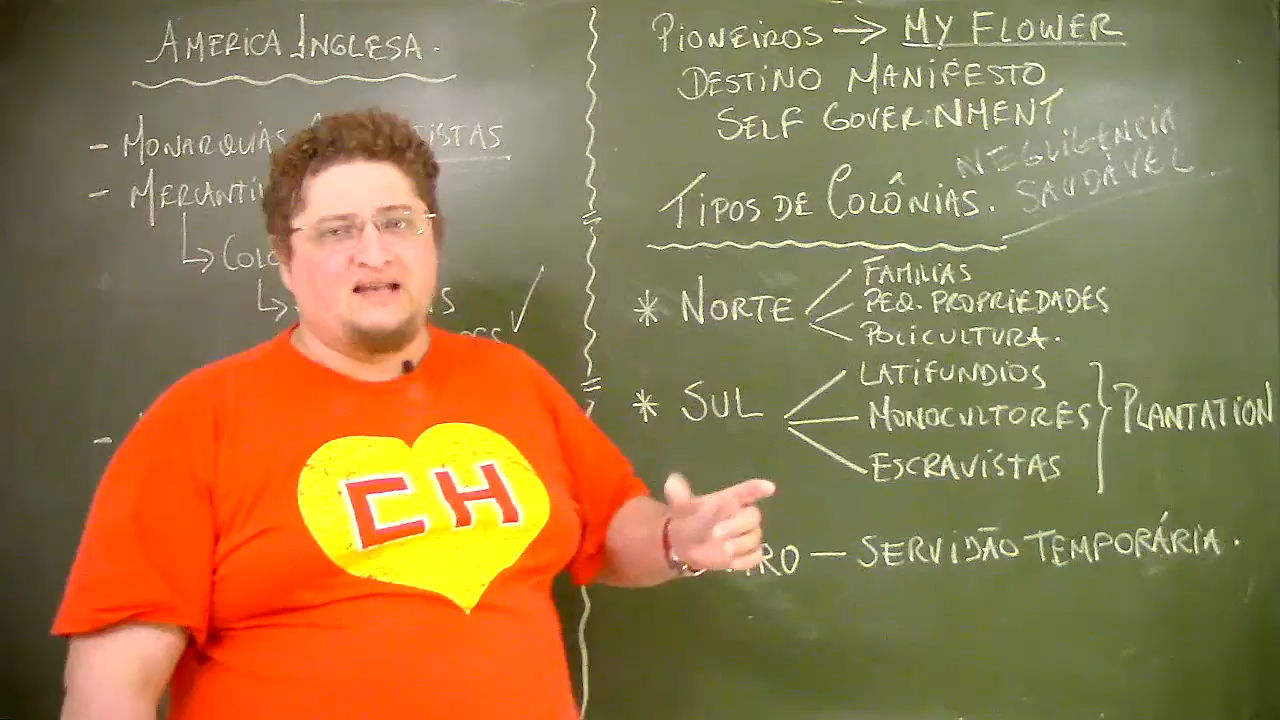 AMERICA INGLESA.
- MONARQUIAS
- 
↳ COLO
✓
-
PIONEIROS → MY FLOWER
DESTINO MANIFESTO
SELF GOVERNMENT
NEGLIGÊNCIA
SAUDÁVEL
TIPOS DE COLÔNIAS.
* NORTE
FAMILIAS
PEQ. PROPRIEDADES
POLICULTURA.
* SUL
LATIFUNDIOS
MONOCULTORES
ESCRAVISTAS
PLANTATION
— SERVIDÃO TEMPORÁRIA.
CH